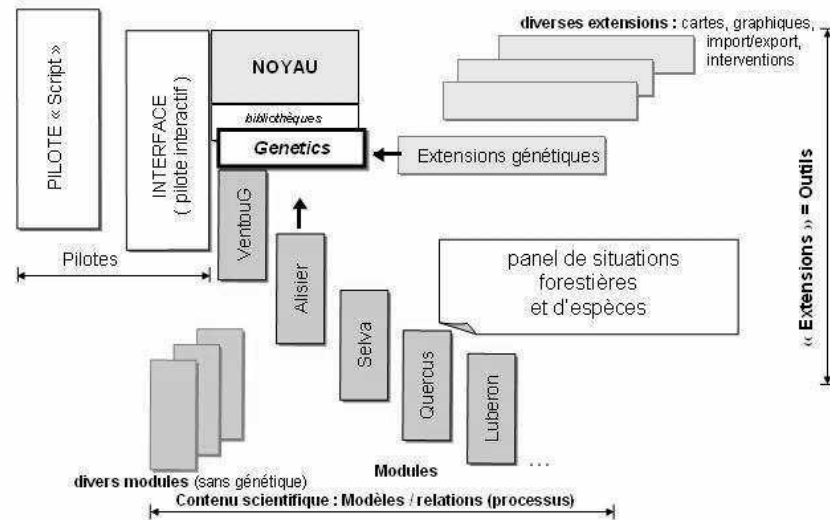 PILOTE « Script »
INTERFACE
( pilote interactif )
Pilotes
NOYAU
bibliothèques
Genetics
Extensions génétiques
diverses extensions : cartes, graphiques,
import/export,
interventions
« Extensions » = Outils
VentouG
Alisier
Selva
Quercus
Luberon
...
panel de situations
forestières
et d'espèces
divers modules (sans génétique)
Modules
Contenu scientifique : Modèles / relations (processus)